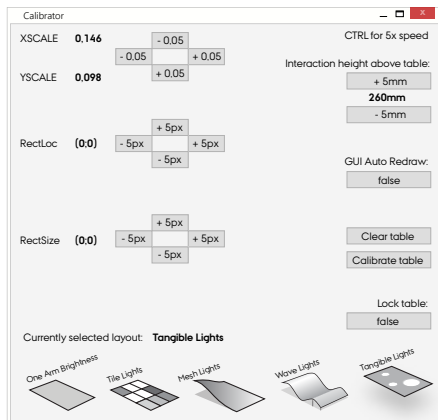 Calibrator
XSCALE 0,146
- 0,05
- 0,05 + 0,05
+ 0,05
YSCALE 0,098
CTRL for 5x speed
Interaction height above table:
+ 5mm
260mm
- 5mm
RectLoc (0;0)
+ 5px
- 5px + 5px
- 5px
GUI Auto Redraw:
false
RectSize (0;0)
+ 5px
- 5px + 5px
- 5px
Clear table
Calibrate table
Lock table:
false
Currently selected layout: Tangible Lights
One Arm Brightness
Tile Lights
Mesh Lights
Wave Lights
Tangible Lights